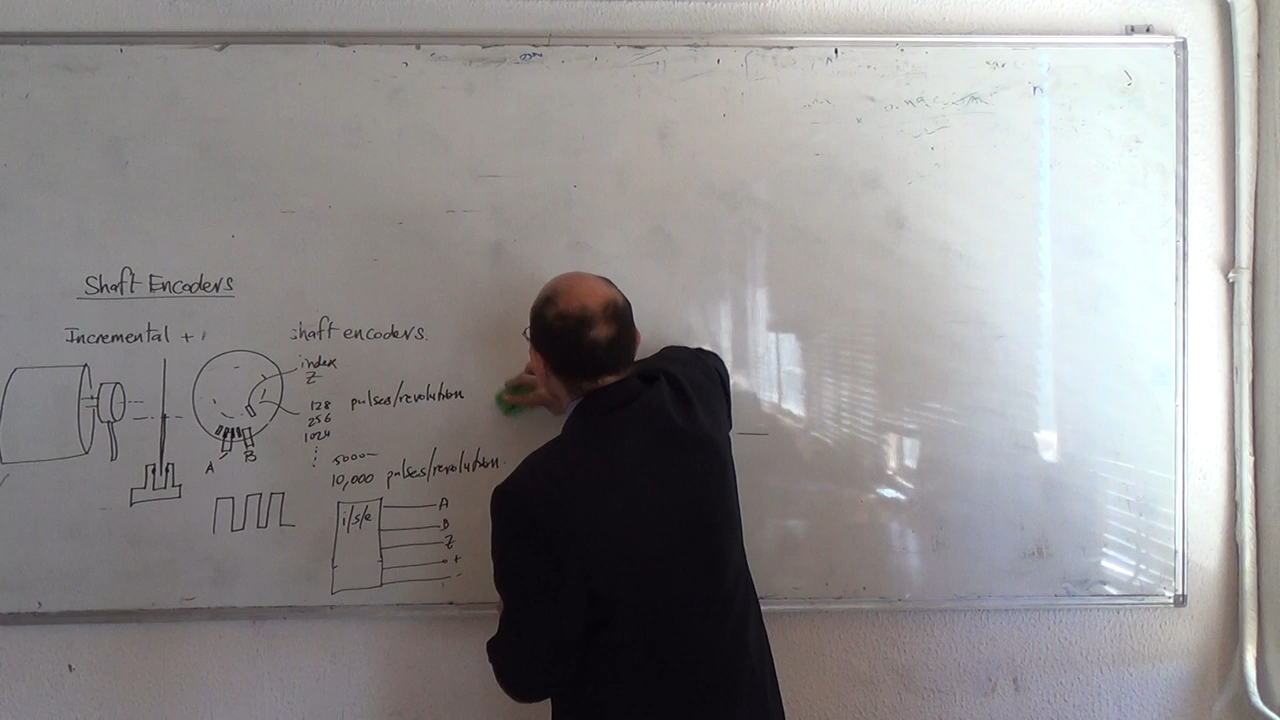 Shaft Encoders
Incremental +
shaft encoders.
index
Z
128 pulses/revolution
256
1024
5000
10,000 pulses/revolution.
A B
i/s/e
A
B
Z
+
-